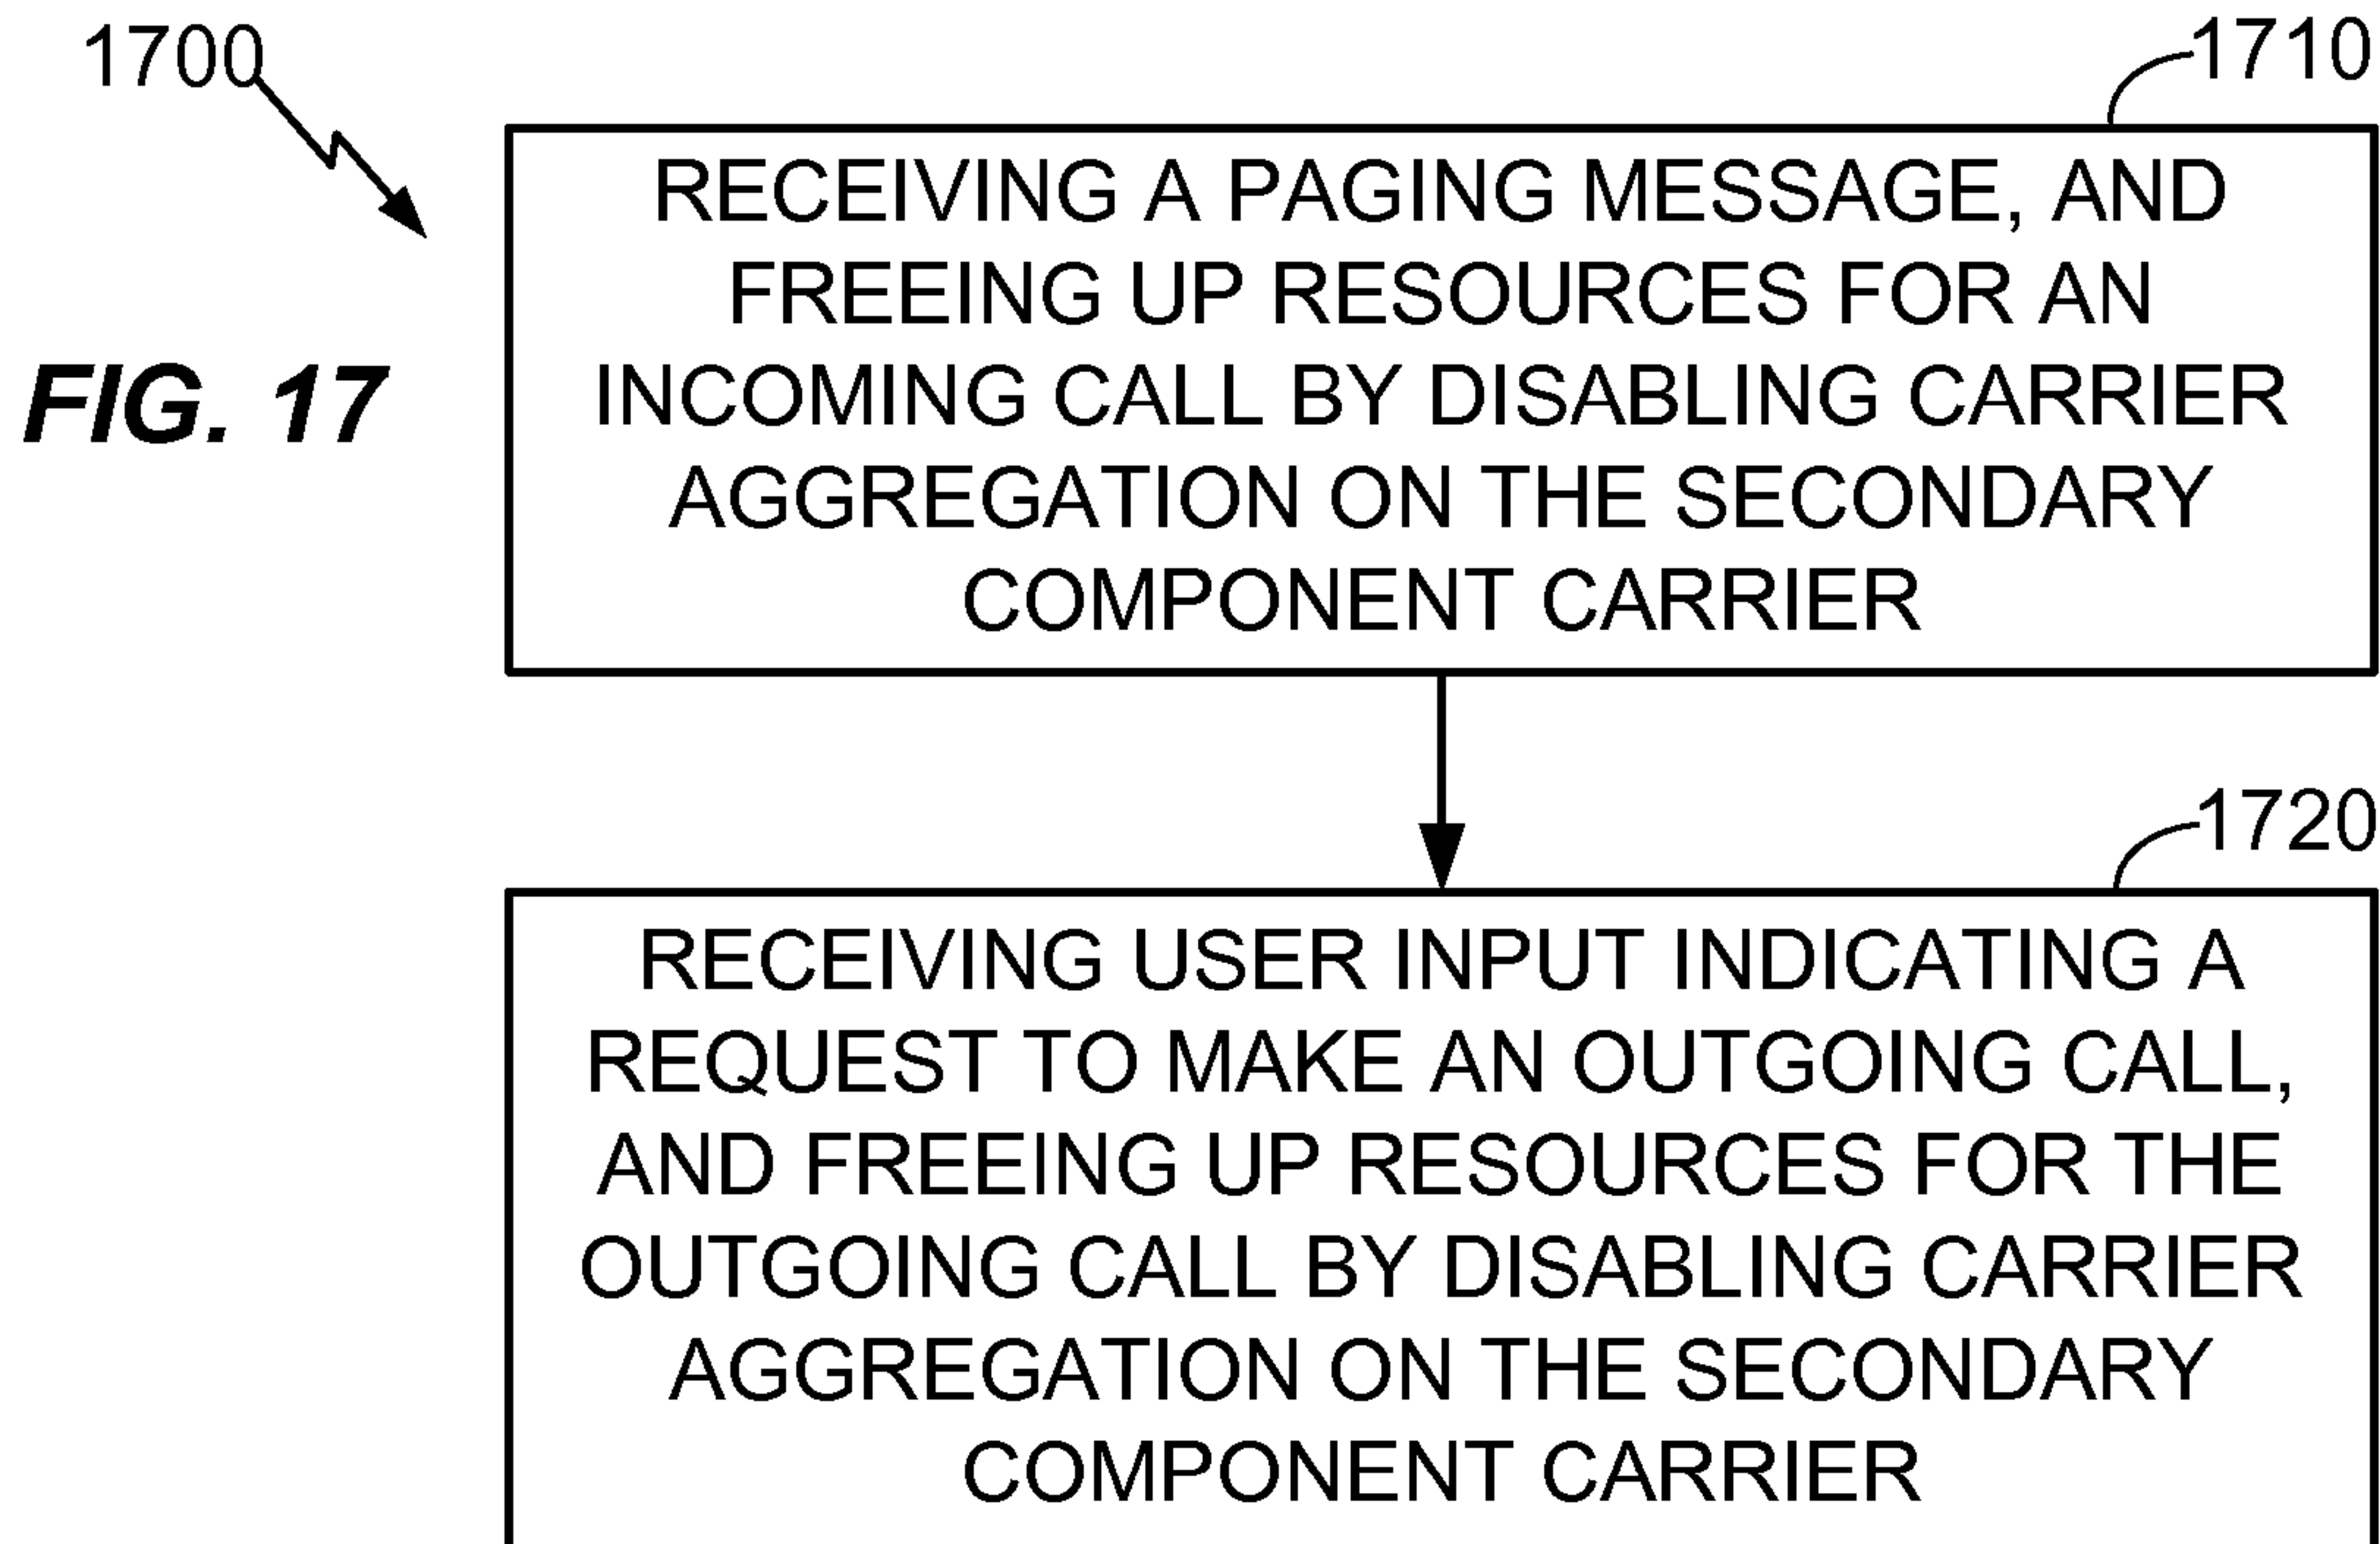 1700
1710
RECEIVING A PAGING MESSAGE, AND
FREEING UP RESOURCES FOR AN
INCOMING CALL BY DISABLING CARRIER
AGGREGATION ON THE SECONDARY
COMPONENT CARRIER
FIG. 17
1720
RECEIVING USER INPUT INDICATING A
REQUEST TO MAKE AN OUTGOING CALL,
AND FREEING UP RESOURCES FOR THE
OUTGOING CALL BY DISABLING CARRIER
AGGREGATION ON THE SECONDARY
COMPONENT CARRIER